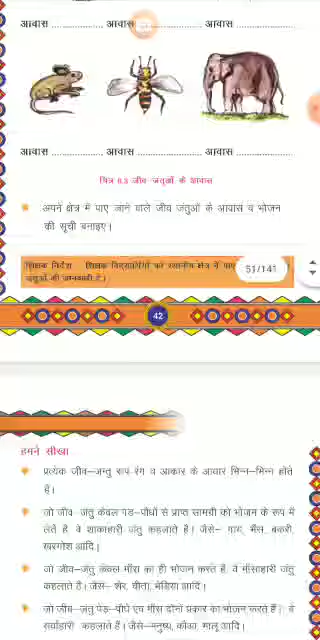 आवास .................. आवास .................. आवास ....................
आवास .................. आवास ....................... आवास ....................
चित्र 6.3 जीव जंतुओं के आवास
अपने क्षेत्र में पाए जाने वाले जीव जंतुओं के आवास व भोजन
की सूची बनाइए।
शिक्षक निर्देश शिक्षक विद्यार्थियों को स्थानीय क्षेत्र में पाए
जंतुओं की जानकारी दें।
51/141
42
हमने सीखा
प्रत्येक जीव–जन्तु रूप रंग व आकार के आधार भिन्न–भिन्न होते
हैं।
जो जीव जंतु केवल पेड़–पौधों से प्राप्त सामग्री को भोजन के रूप में
लेते हैं वे शाकाहारी जंतु कहलाते हैं। जैसे– गाय, भैंस, बकरी,
खरगोश आदि।
जो जीव–जंतु केवल माँस का ही भोजन करते हैं, वे माँसाहारी जंतु
कहलाते हैं। जैसे– शेर, चीता, भेड़िया आदि।
जो जीव–जंतु पेड़–पौधे एवं माँस दोनों प्रकार का भोजन करते हैं। वे
सर्वाहारी कहलाते हैं। जैसे–मनुष्य, कौआ, भालू आदि।